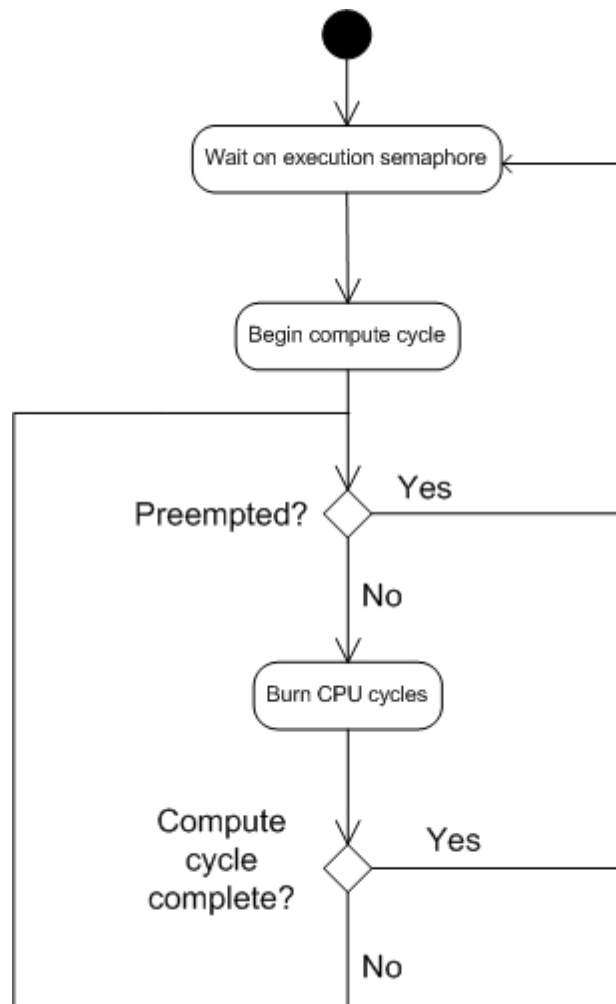 Wait on execution semaphore
Begin compute cycle
Yes
Preempted?
No
Burn CPU cycles
Compute
cycle
complete?
Yes
No